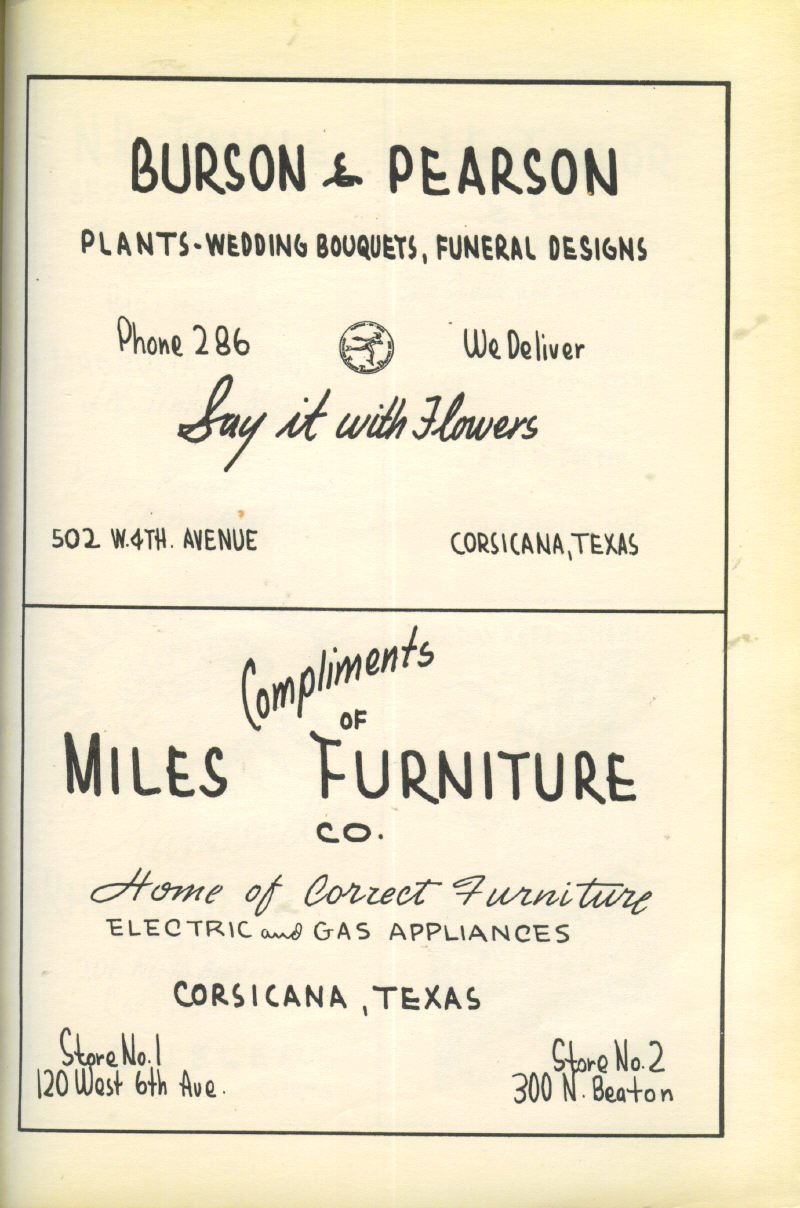 BURSON & PEARSON
PLANTS-WEDDING BOUQUETS, FUNERAL DESIGNS
Phone 286
We Deliver
Say it with Flowers
502 W. 4TH. AVENUE
CORSICANA, TEXAS
Compliments
OF
MILES FURNITURE
CO.
Home of Correct Furniture
ELECTRIC and GAS APPLIANCES
CORSICANA, TEXAS
Store No. 1
120 West 6th Ave.
Store No. 2
300 N. Beaton